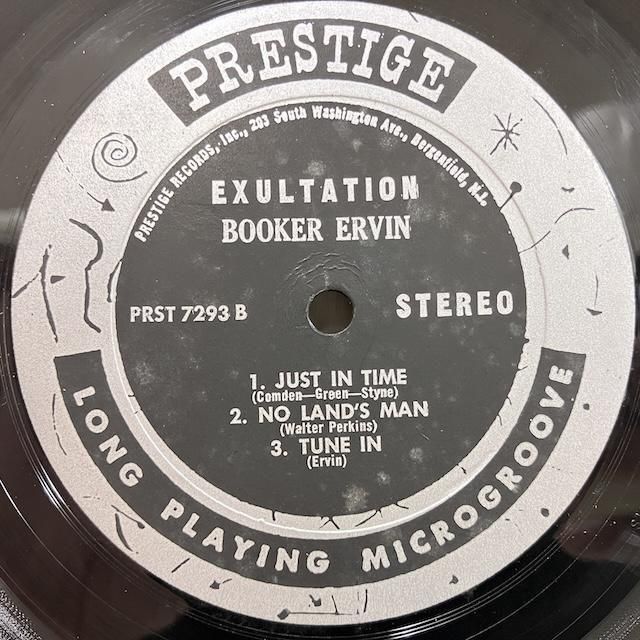 PRESTIGE
PRESTIGE RECORDS, Inc., 203 South Washington Ave., Bergenfield, N.J.
EXULTATION
BOOKER ERVIN
PRST 7293 B
STEREO
1. JUST IN TIME
(Comden—Green—Styne)
2. NO LAND'S MAN
(Walter Perkins)
3. TUNE IN
(Ervin)
LONG PLAYING MICROGROOVE